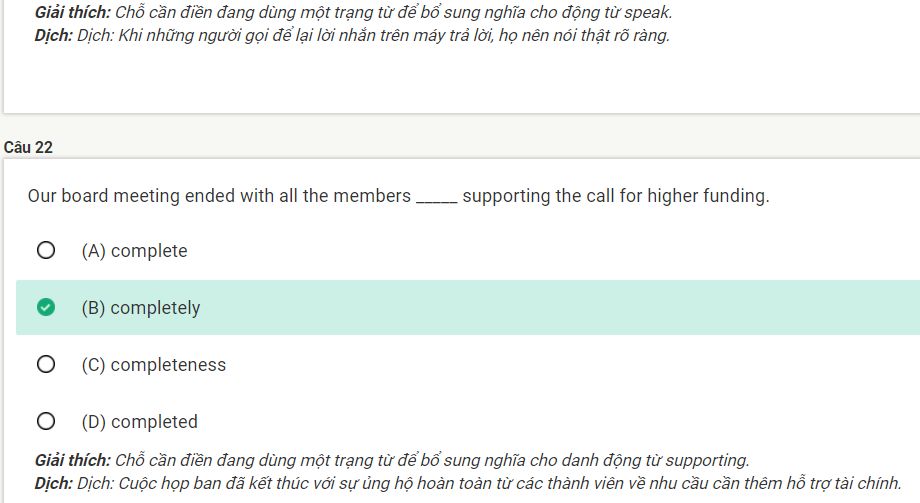 Giải thích: Chỗ cần điền đang dùng một trạng từ để bổ sung nghĩa cho động từ speak.
Dịch: Dịch: Khi những người gọi để lại lời nhắn trên máy trả lời, họ nên nói thật rõ ràng.
Câu 22
Our board meeting ended with all the members _____ supporting the call for higher funding.
(A) complete
(B) completely
(C) completeness
(D) completed
Giải thích: Chỗ cần điền đang dùng một trạng từ để bổ sung nghĩa cho danh động từ supporting.
Dịch: Dịch: Cuộc họp ban đã kết thúc với sự ủng hộ hoàn toàn từ các thành viên về nhu cầu cần thêm hỗ trợ tài chính.